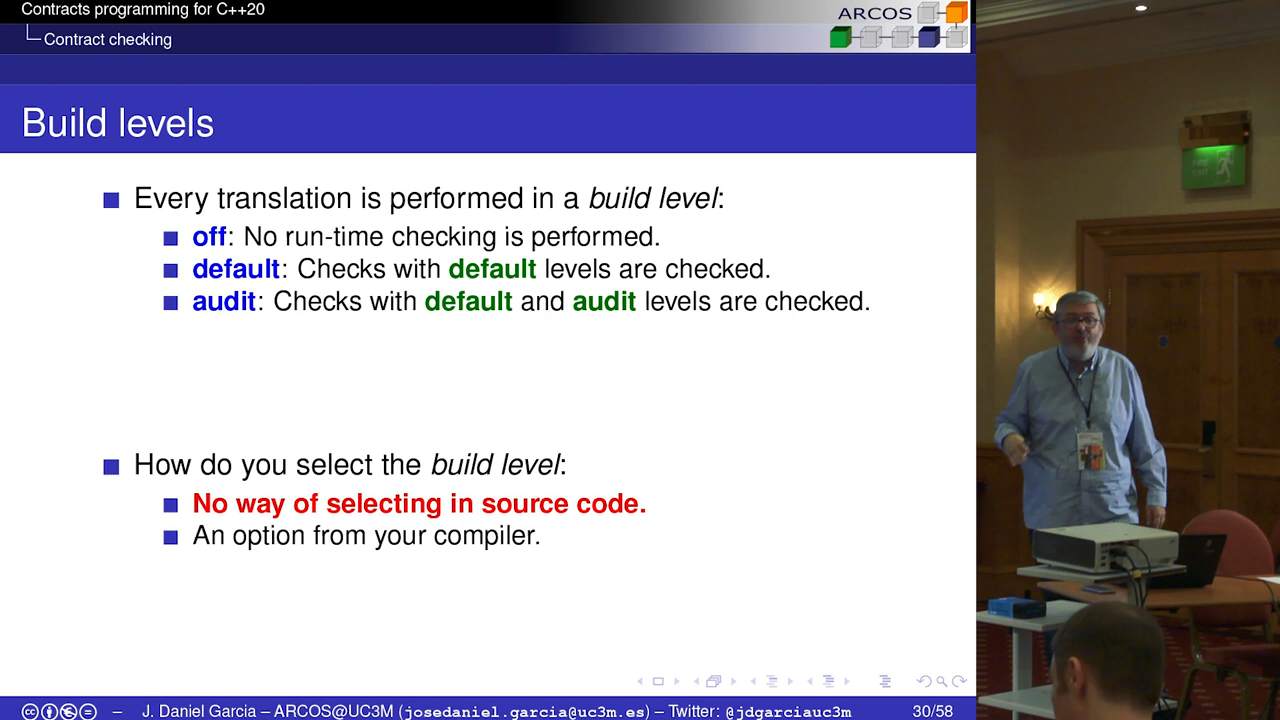 Contracts programming for C++20
Contract checking
ARCOS
Build levels
Every translation is performed in a build level:
off: No run-time checking is performed.
default: Checks with default levels are checked.
audit: Checks with default and audit levels are checked.
How do you select the build level:
No way of selecting in source code.
An option from your compiler.
– J. Daniel Garcia – ARCOS@UC3M (josedaniel.garcia@uc3m.es) – Twitter: @jdgarciauc3m 30/58